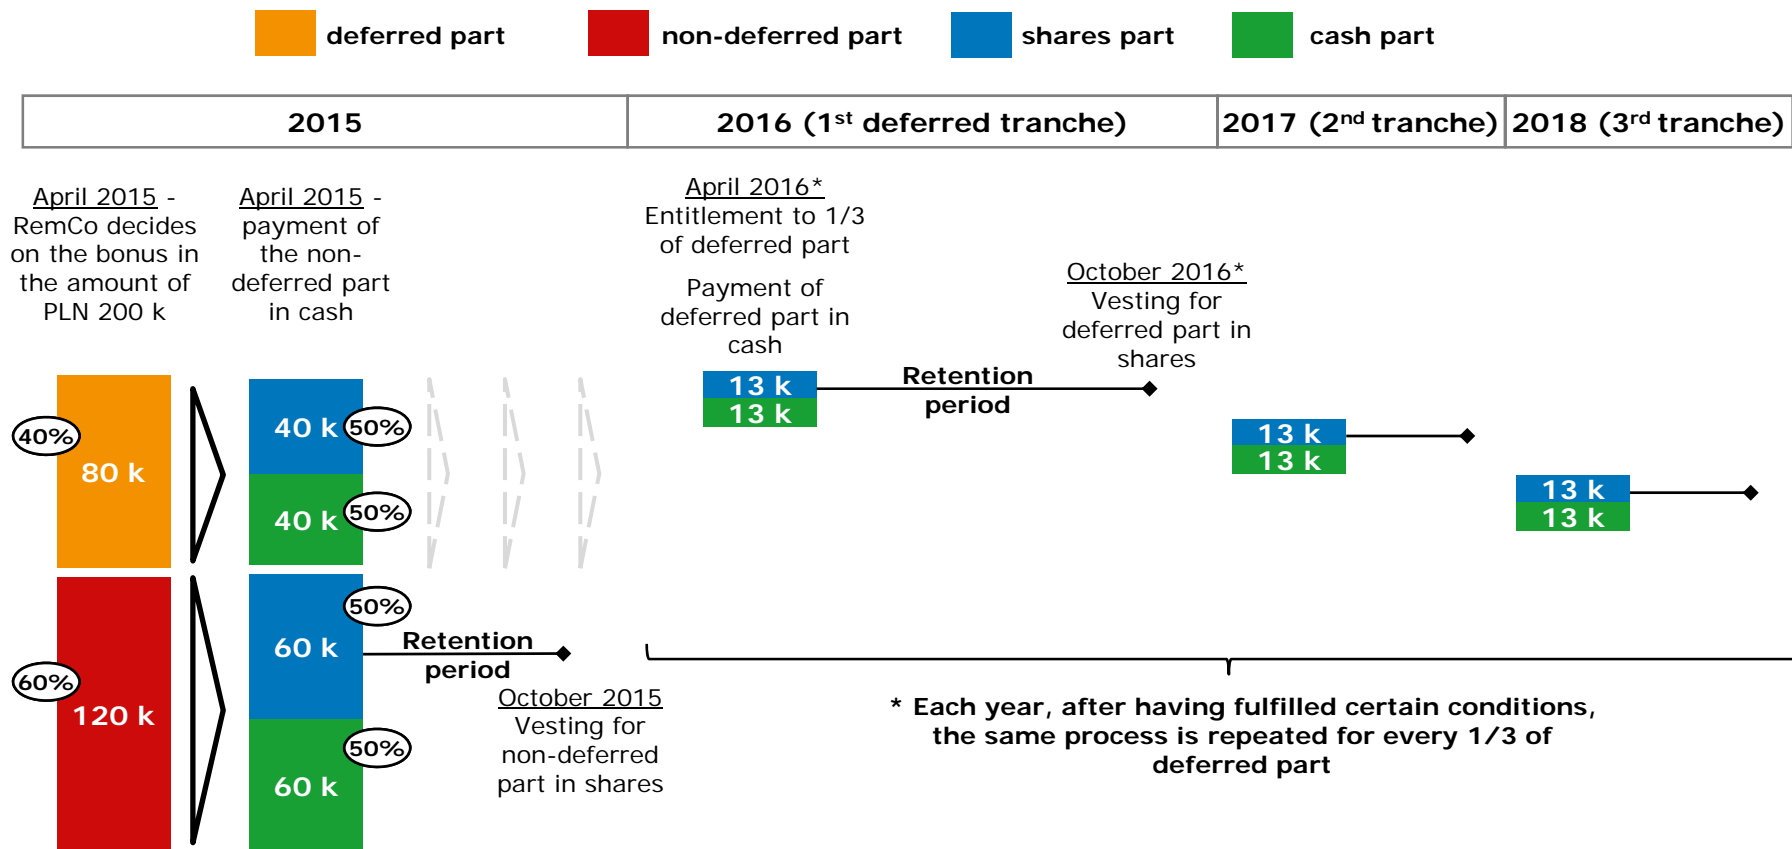 deferred part
non-deferred part
shares part
cash part
2015
2016 (1st deferred tranche)
2017 (2nd tranche)
2018 (3rd tranche)
April 2015 -
RemCo decides
on the bonus in
the amount of
PLN 200 k
April 2015 -
payment of
the non-
deferred part
in cash
April 2016*
Entitlement to 1/3
of deferred part
Payment of
deferred part in
cash
October 2016*
Vesting for
deferred part in
shares
40%
80 k
40 k
50%
40 k
50%
13 k
13 k
Retention
period
13 k
13 k
13 k
13 k
60%
120 k
60 k
50%
60 k
50%
Retention
period
October 2015
Vesting for
non-deferred
part in shares
* Each year, after having fulfilled certain conditions,
the same process is repeated for every 1/3 of
deferred part